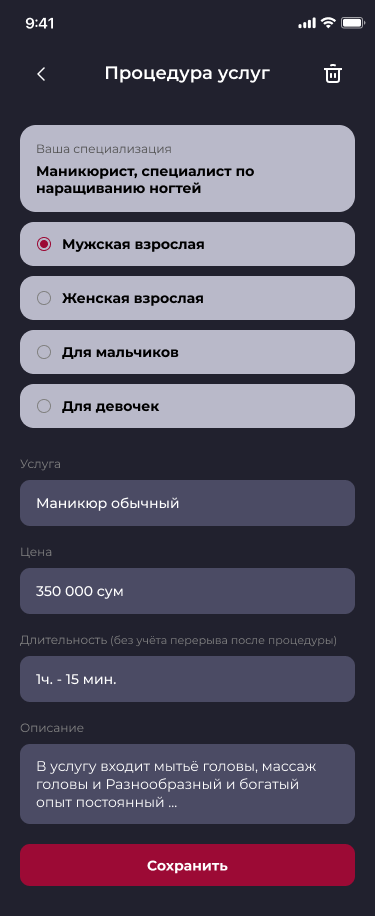 9:41
Процедура услуг
Ваша специализация
Маникюрист, специалист по
наращиванию ногтей
Мужская взрослая
Женская взрослая
Для мальчиков
Для девочек
Услуга
Маникюр обычный
Цена
350 000 сум
Длительность (без учёта перерыва после процедуры)
1ч. - 15 мин.
Описание
В услугу входит мытьё головы, массаж
головы и Разнообразный и богатый
опыт постоянный ...
Сохранить